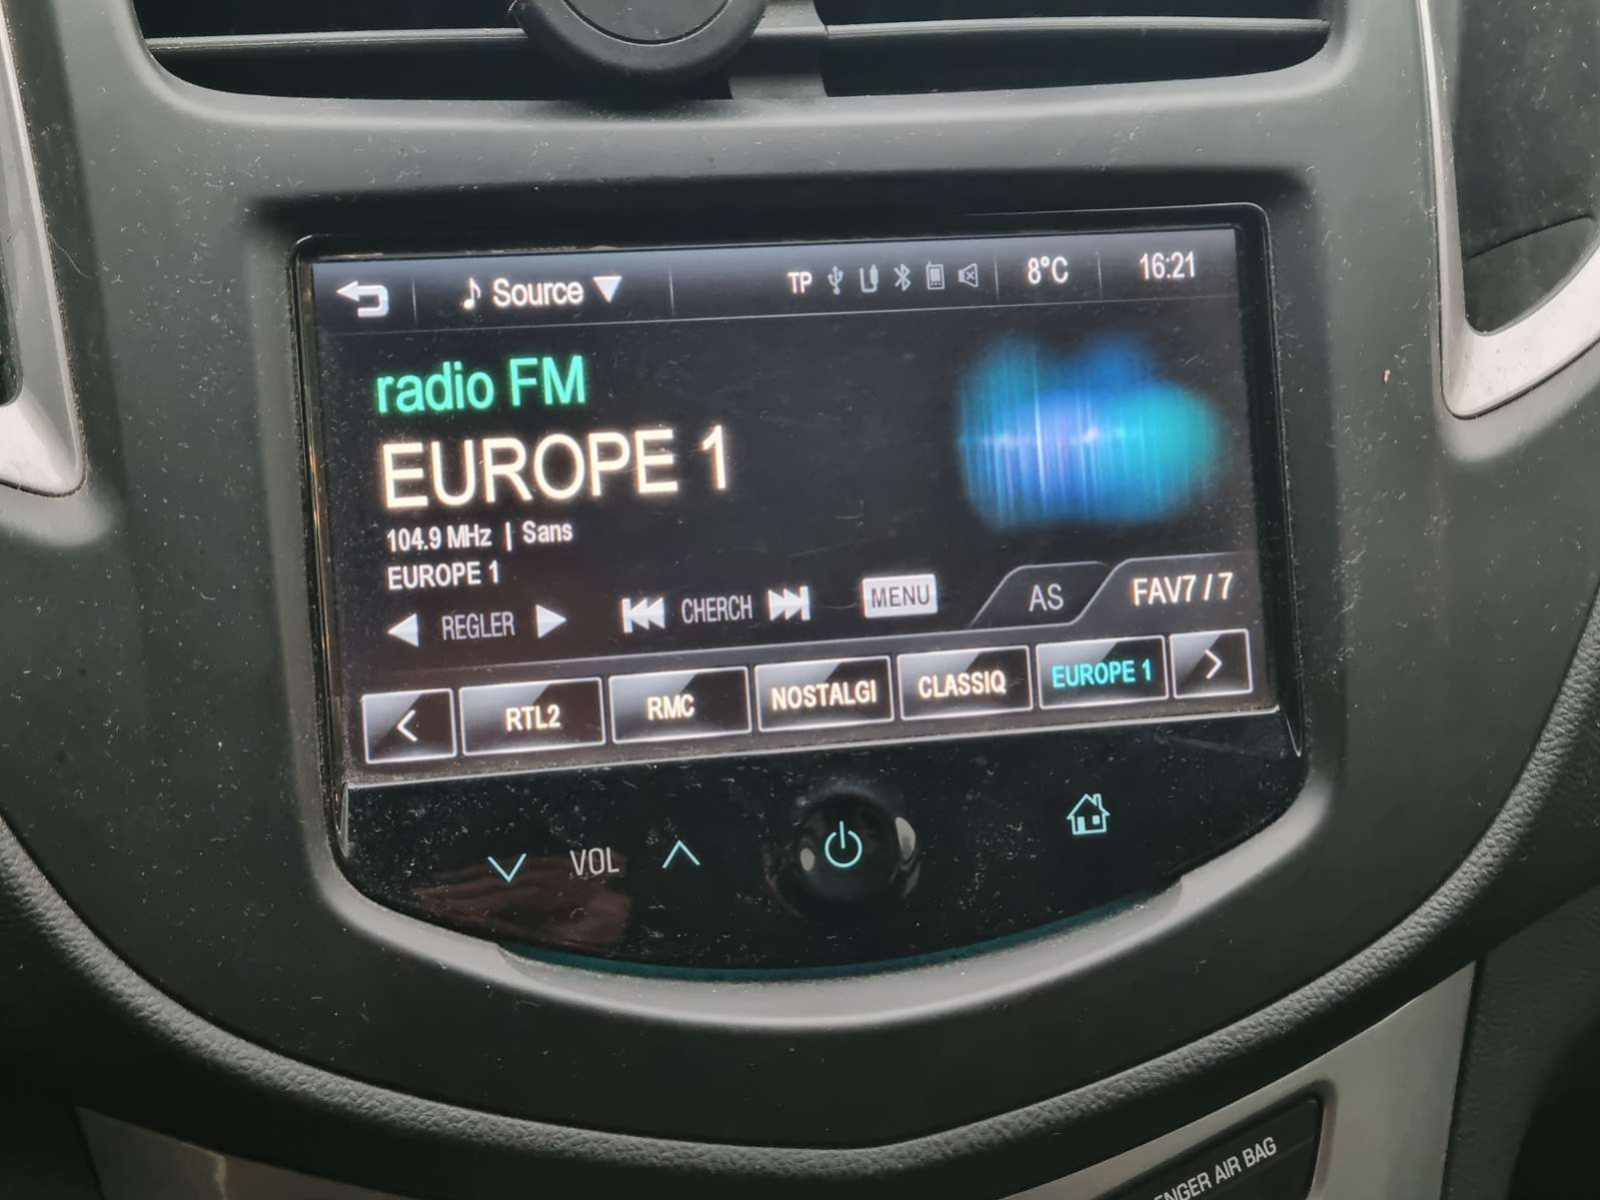 Source TP 8°C 16:21
radio FM
EUROPE 1
104.9 MHz | Sans
EUROPE 1
REGLER CHERCH MENU AS FAV7 / 7
< RTL2 RMC NOSTALGI CLASSIQ EUROPE 1 >
VOL
ENGER AIR BAG